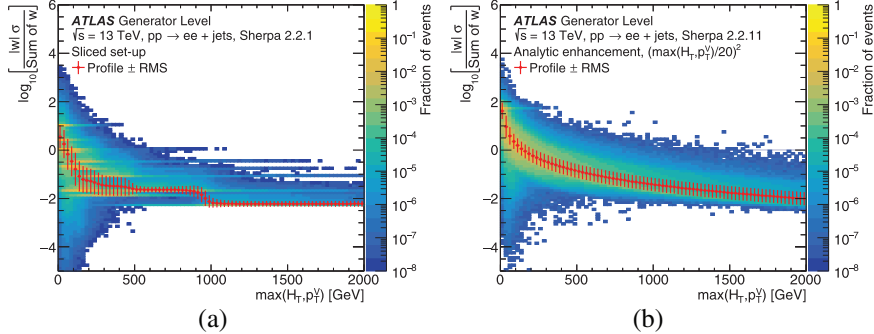 ATLAS Generator Level
√s = 13 TeV, pp → ee + jets, Sherpa 2.2.1
Sliced set-up
Profile ± RMS
log10[|w| σ / Sum of w]
6
4
2
0
−2
−4
0 500 1000 1500 2000
max(H_T,p_T^V) [GeV]
Fraction of events
1
10^−1
10^−2
10^−3
10^−4
10^−5
10^−6
10^−7
10^−8
(a)
ATLAS Generator Level
√s = 13 TeV, pp → ee + jets, Sherpa 2.2.11
Analytic enhancement, (max(H_T,p_T^V)/20)^2
Profile ± RMS
log10[|w| σ / Sum of w]
6
4
2
0
−2
−4
0 500 1000 1500 2000
max(H_T,p_T^V) [GeV]
Fraction of events
1
10^−1
10^−2
10^−3
10^−4
10^−5
10^−6
10^−7
10^−8
(b)